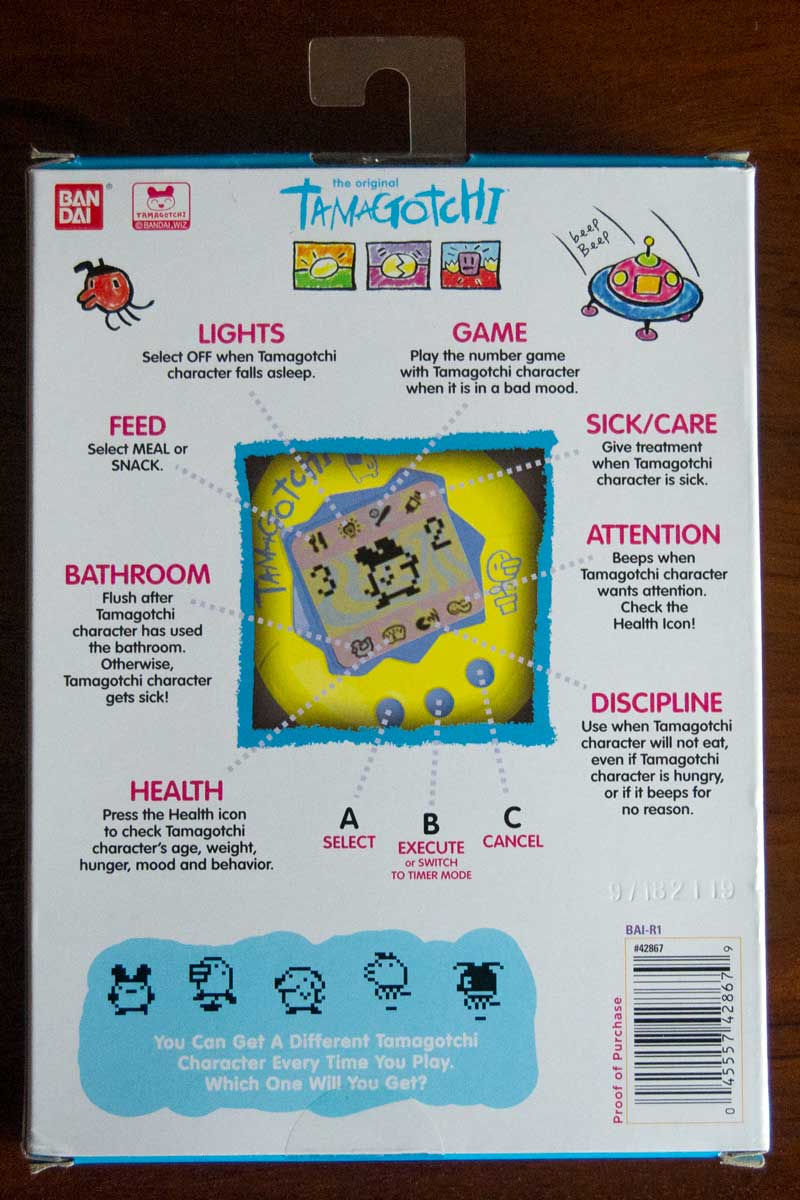 BAN
DAI
®
TAMAGOTCHI
© BANDAI, WiZ
the original
TAMAGOTCHI
beep
Beep
LIGHTS
Select OFF when Tamagotchi
character falls asleep.
GAME
Play the number game
with Tamagotchi character
when it is in a bad mood.
FEED
Select MEAL or
SNACK.
SICK/CARE
Give treatment
when Tamagotchi
character is sick.
TAMAGOTCHI
3
2
BATHROOM
Flush after
Tamagotchi
character has used
the bathroom.
Otherwise,
Tamagotchi character
gets sick!
ATTENTION
Beeps when
Tamagotchi character
wants attention.
Check the
Health Icon!
DISCIPLINE
Use when Tamagotchi
character will not eat,
even if Tamagotchi
character is hungry,
or if it beeps for
no reason.
HEALTH
Press the Health icon
to check Tamagotchi
character's age, weight,
hunger, mood and behavior.
A
SELECT
B
EXECUTE
or SWITCH
TO TIMER MODE
C
CANCEL
BAI-R1
#42867
Proof of Purchase
0 45557 42867 9
You Can Get A Different Tamagotchi
Character Every Time You Play.
Which One Will You Get?